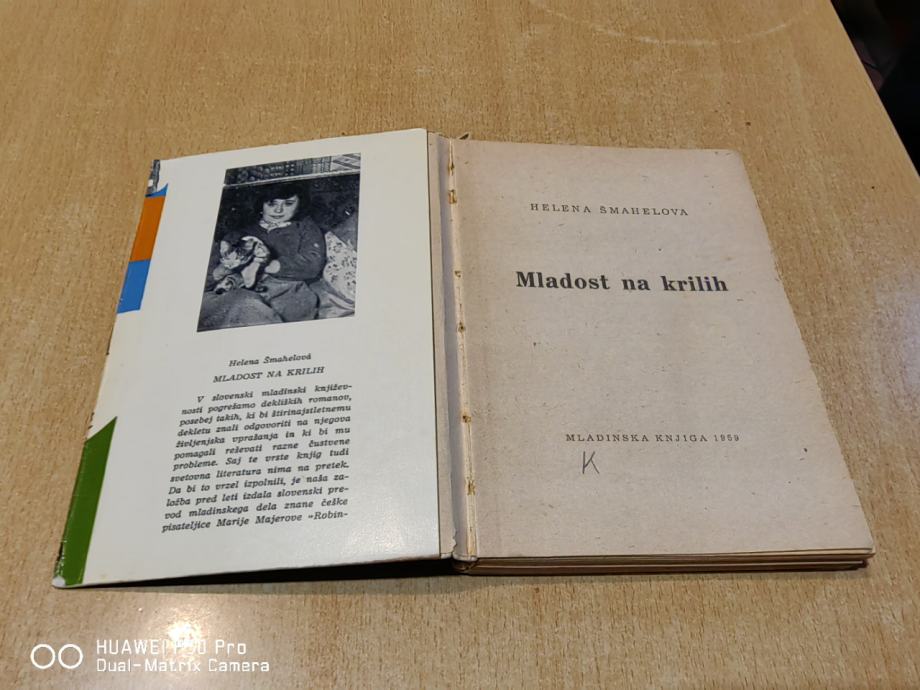 Helena Šmahelová
MLADOST NA KRILIH
V slovenski mladinski književ-
nosti pogrešamo dekliških romanov,
posebej takih, ki bi štirinajstletnemu
dekletu znali odgovoriti na njegova
življenjska vprašanja in ki bi mu
pomagali reševati razne čustvene
probleme. Saj te vrste knjig tudi
svetovna literatura nima na pretek.
Da bi to vrzel izpolnili, je naša za-
ložba pred leti izdala slovenski pre-
vod mladinskega dela znane češke
pisateljice Marije Majerove »Robin-
HELENA ŠMAHELOVA
Mladost na krilih
MLADINSKA KNJIGA 1959
K
HUAWEI P30 Pro
Dual-Matrix Camera